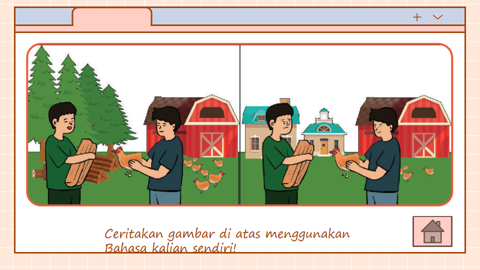 Ceritakan gambar di atas menggunakan
Bahasa kalian sendiri!